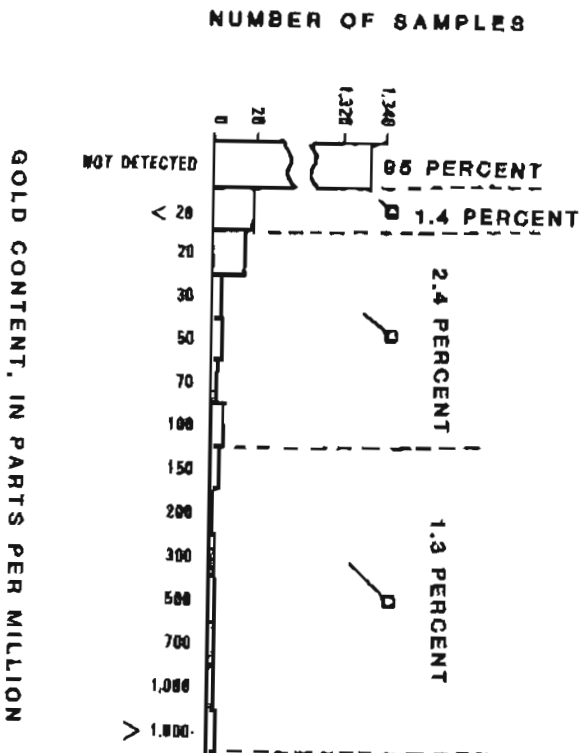 NUMBER OF SAMPLES
0
20
1,320
1,340
NOT DETECTED
95 PERCENT
< 20
1.4 PERCENT
20
30
50
70
100
2.4 PERCENT
150
200
300
500
700
1,000
> 1,000
1.3 PERCENT
GOLD CONTENT, IN PARTS PER MILLION